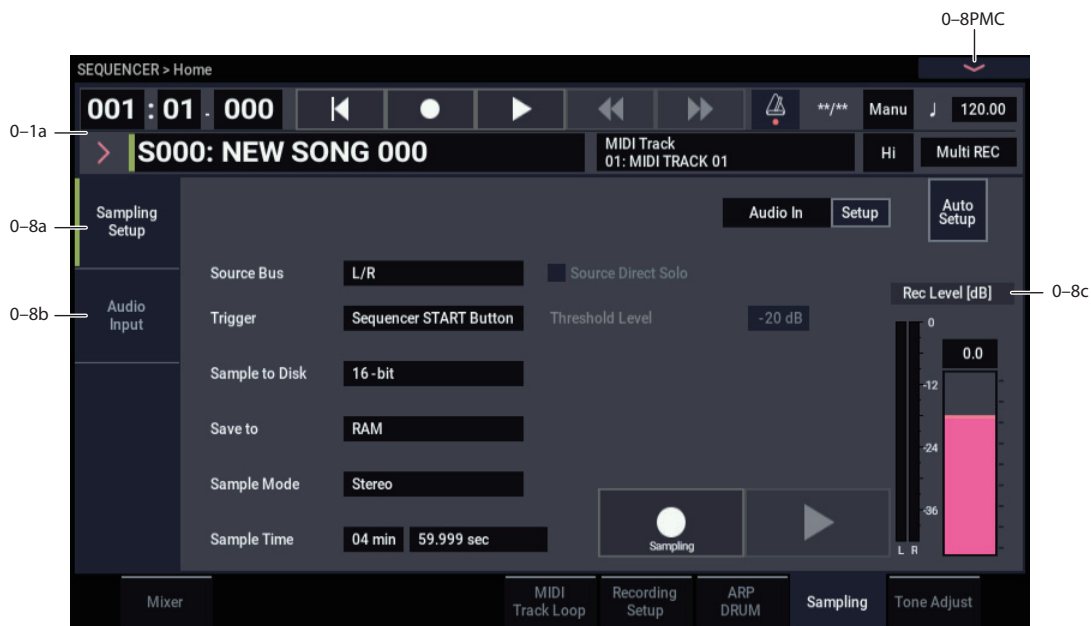 0–8PMC
SEQUENCER > Home
001 : 01 . 000
**/**
Manu
♩ 120.00
0–1a
S000: NEW SONG 000
MIDI Track
01: MIDI TRACK 01
Hi
Multi REC
0–8a
Sampling
Setup
Audio In
Setup
Auto
Setup
Source Bus
L/R
Source Direct Solo
Rec Level [dB]
0–8c
0–8b
Audio
Input
Trigger
Sequencer START Button
Threshold Level
-20 dB
0
0.0
Sample to Disk
16-bit
-12
Save to
RAM
-24
Sample Mode
Stereo
-36
Sample Time
04 min
59.999 sec
Sampling
L R
Mixer
MIDI
Track Loop
Recording
Setup
ARP
DRUM
Sampling
Tone Adjust